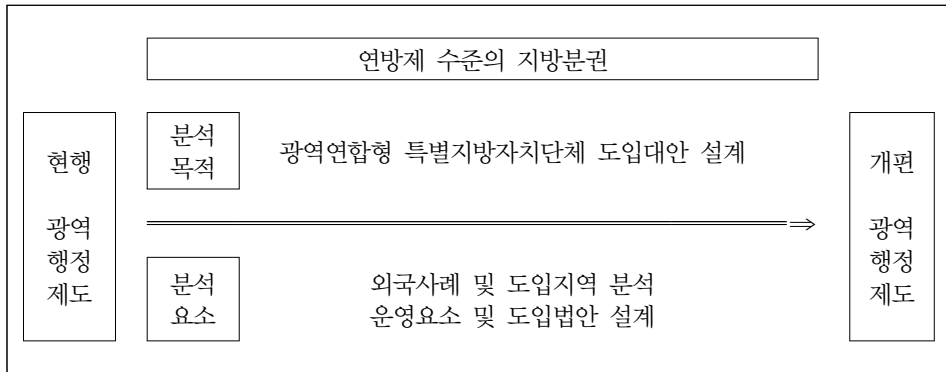 연방제 수준의 지방분권
현행
광역
행정
제도
분석
목적
광역연합형 특별지방자치단체 도입대안 설계
분석
요소
외국사례 및 도입지역 분석
운영요소 및 도입법안 설계
개편
광역
행정
제도